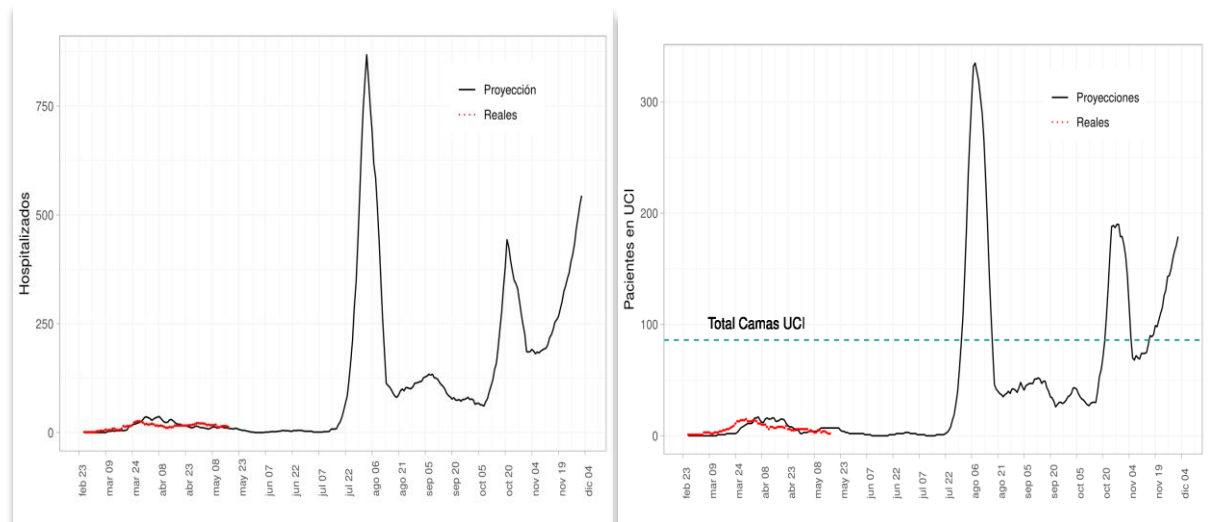 Hospitalizados
750
500
250
0
Proyección
Reales
feb 23
mar 09
mar 24
abr 08
abr 23
may 08
may 23
jun 07
jun 22
jul 07
jul 22
ago 06
ago 21
sep 05
sep 20
oct 05
oct 20
nov 04
nov 19
dic 04
Pacientes en UCI
300
200
100
0
Proyecciones
Reales
Total Camas UCI
feb 23
mar 09
mar 24
abr 08
abr 23
may 08
may 23
jun 07
jun 22
jul 07
jul 22
ago 06
ago 21
sep 05
sep 20
oct 05
oct 20
nov 04
nov 19
dic 04